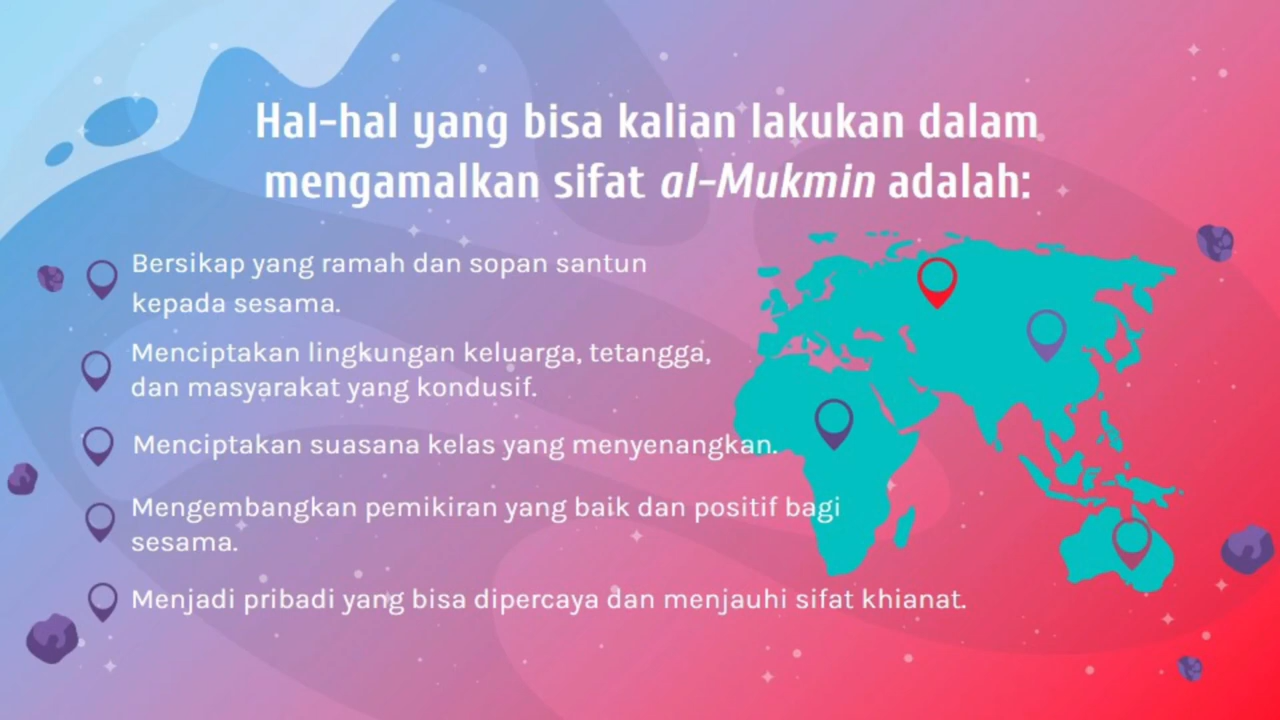 Hal-hal yang bisa kalian lakukan dalam
mengamalkan sifat al-Mukmin adalah:
Bersikap yang ramah dan sopan santun
kepada sesama.
Menciptakan lingkungan keluarga, tetangga,
dan masyarakat yang kondusif.
Menciptakan suasana kelas yang menyenangkan.
Mengembangkan pemikiran yang baik dan positif bagi
sesama.
Menjadi pribadi yang bisa dipercaya dan menjauhi sifat khianat.